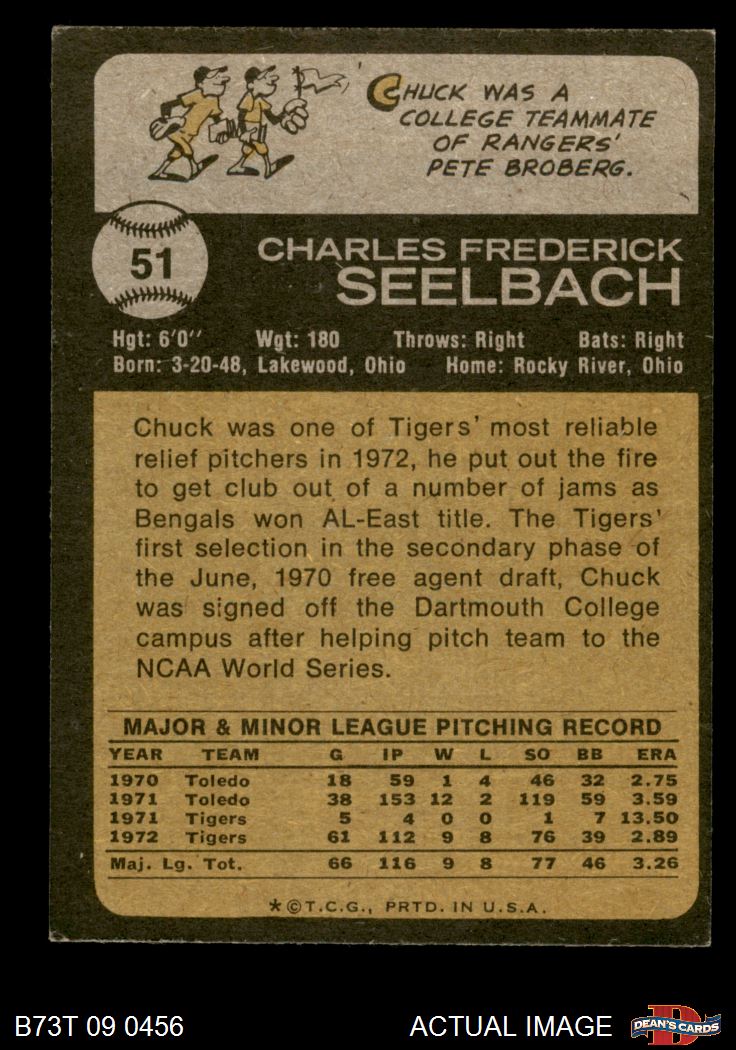 CHUCK WAS A
COLLEGE TEAMMATE
OF RANGERS'
PETE BROBERG.
51
CHARLES FREDERICK
SEELBACH
Hgt: 6'0'' Wgt: 180 Throws: Right Bats: Right
Born: 3-20-48, Lakewood, Ohio Home: Rocky River, Ohio
Chuck was one of Tigers' most reliable
relief pitchers in 1972, he put out the fire
to get club out of a number of jams as
Bengals won AL-East title. The Tigers'
first selection in the secondary phase of
the June, 1970 free agent draft, Chuck
was signed off the Dartmouth College
campus after helping pitch team to the
NCAA World Series.
MAJOR & MINOR LEAGUE PITCHING RECORD
YEAR TEAM G IP W L SO BB ERA
1970 Toledo 18 59 1 4 46 32 2.75
1971 Toledo 38 153 12 2 119 59 3.59
1971 Tigers 5 4 0 0 1 7 13.50
1972 Tigers 61 112 9 8 76 39 2.89
Maj. Lg. Tot. 66 116 9 8 77 46 3.26
*©T.C.G., PRTD. IN U.S.A.
B73T 09 0456 ACTUAL IMAGE
D
DEAN'S CARDS